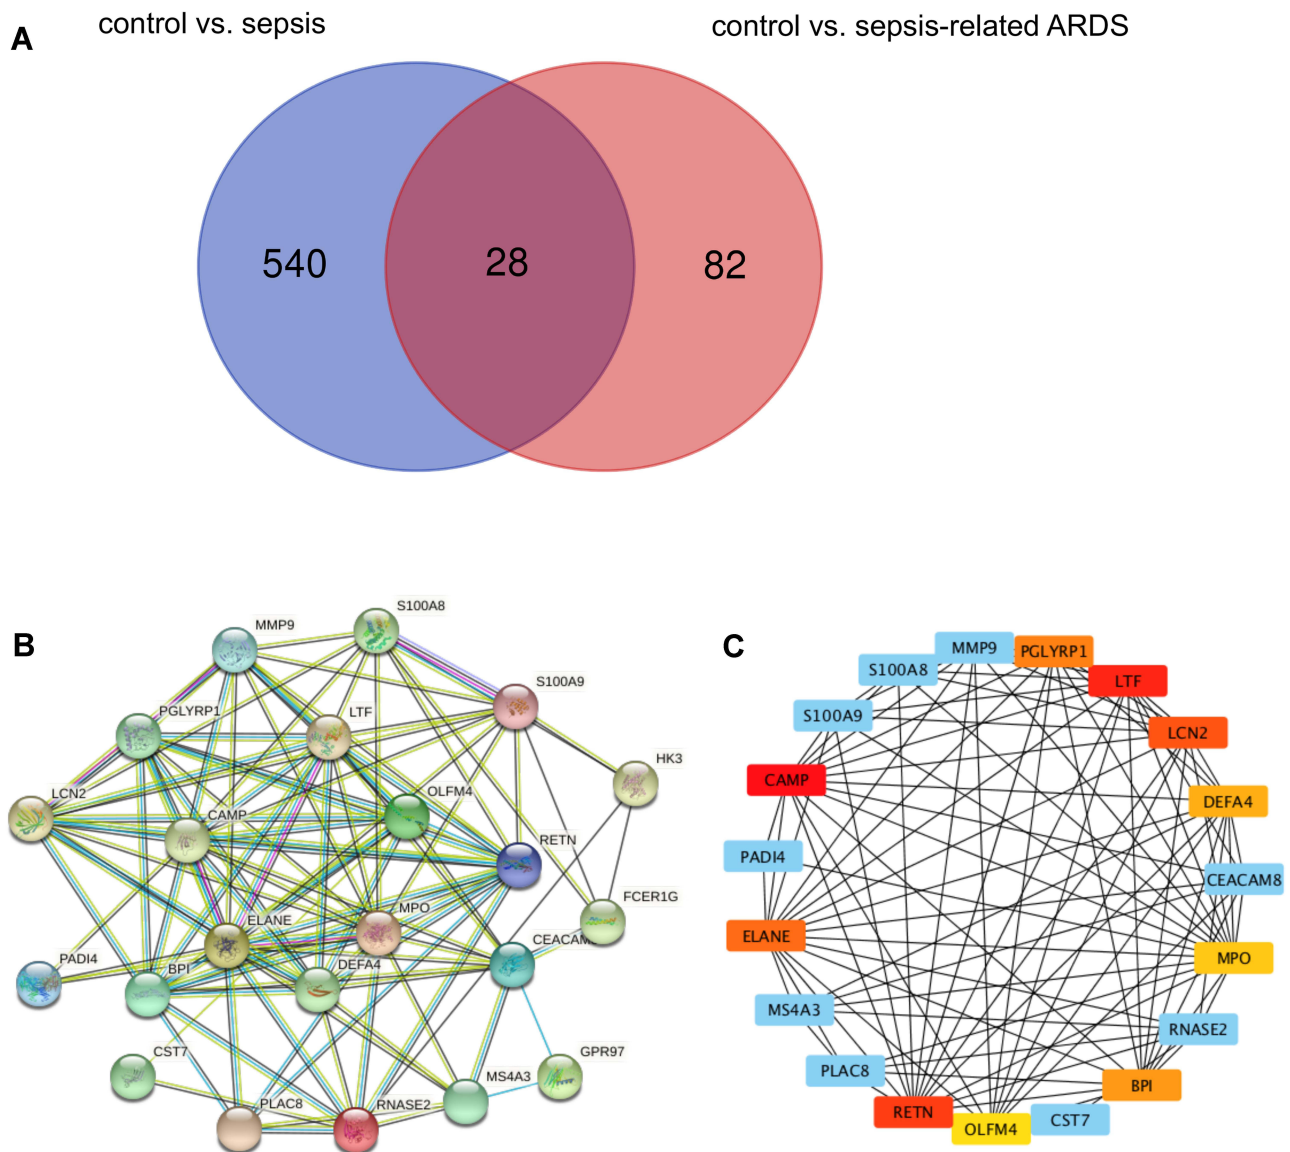 A
control vs. sepsis
control vs. sepsis-related ARDS
540
28
82
B
MMP9
S100A8
S100A9
PGLYRP1
LTF
HK3
LCN2
OLFM4
CAMP
RETN
FCER1G
ELANE
MPO
CEACAM
PADI4
BPI
DEFA4
CST7
GPR97
MS4A3
PLAC8
RNASE2
C
MMP9
PGLYRP1
S100A8
LTF
S100A9
LCN2
CAMP
DEFA4
PADI4
CEACAM8
ELANE
MPO
MS4A3
RNASE2
PLAC8
BPI
RETN
CST7
OLFM4